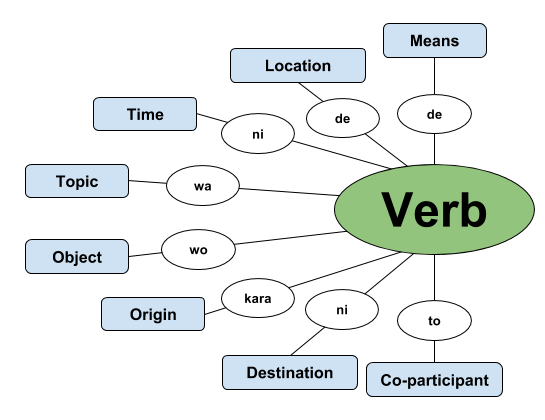 Means
Location
de
de
Time
ni
Topic
wa
Verb
Object
wo
Origin
kara
ni
to
Destination
Co-participant